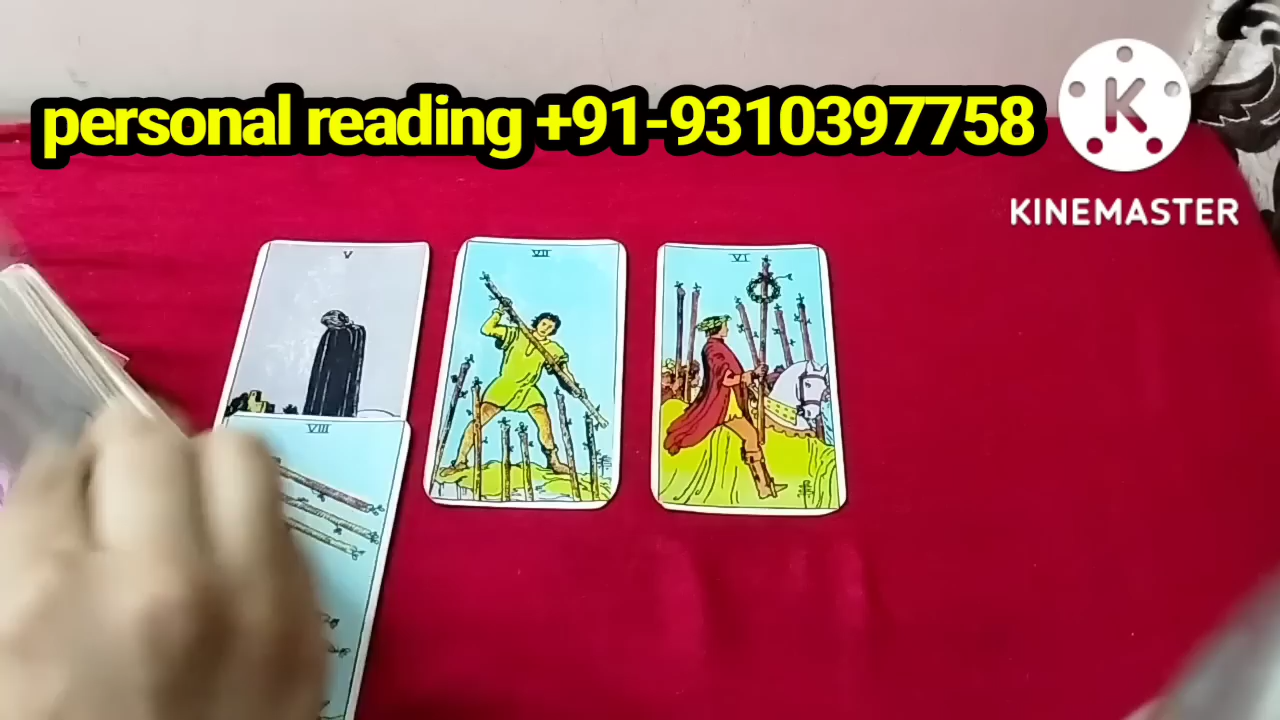 personal reading +91-9310397758
K
KINEMASTER
V
VII
VI
VIII